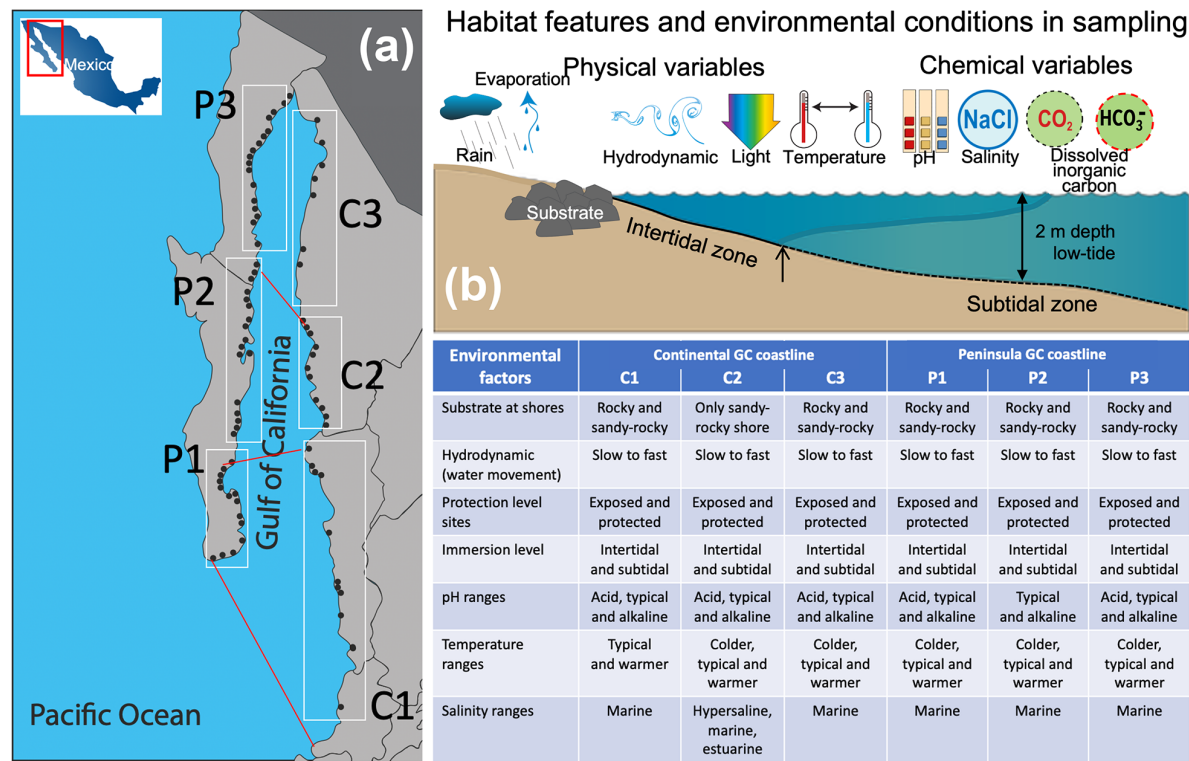 Mexico
(a)
P3
C3
P2
C2
P1
C1
Gulf of California
Pacific Ocean
Habitat features and environmental conditions in sampling
Physical variables
Chemical variables
Evaporation
Rain
Hydrodynamic
Light
Temperature
pH
NaCl
Salinity
CO2
HCO3-
Dissolved
inorganic
carbon
Substrate
Intertidal zone
2 m depth
low-tide
Subtidal zone
(b)
Environmental factors Continental GC coastline Peninsula GC coastline
C1 C2 C3 P1 P2 P3
Substrate at shores Rocky and sandy-rocky Only sandy-rocky shore Rocky and sandy-rocky Rocky and sandy-rocky Rocky and sandy-rocky Rocky and sandy-rocky
Hydrodynamic (water movement) Slow to fast Slow to fast Slow to fast Slow to fast Slow to fast Slow to fast
Protection level sites Exposed and protected Exposed and protected Exposed and protected Exposed and protected Exposed and protected Exposed and protected
Immersion level Intertidal and subtidal Intertidal and subtidal Intertidal and subtidal Intertidal and subtidal Intertidal and subtidal Intertidal and subtidal
pH ranges Acid, typical and alkaline Acid, typical and alkaline Acid, typical and alkaline Acid, typical and alkaline Typical and alkaline Acid, typical and alkaline
Temperature ranges Typical and warmer Colder, typical and warmer Colder, typical and warmer Colder, typical and warmer Colder, typical and warmer Colder, typical and warmer
Salinity ranges Marine Hypersaline, marine, estuarine Marine Marine Marine Marine